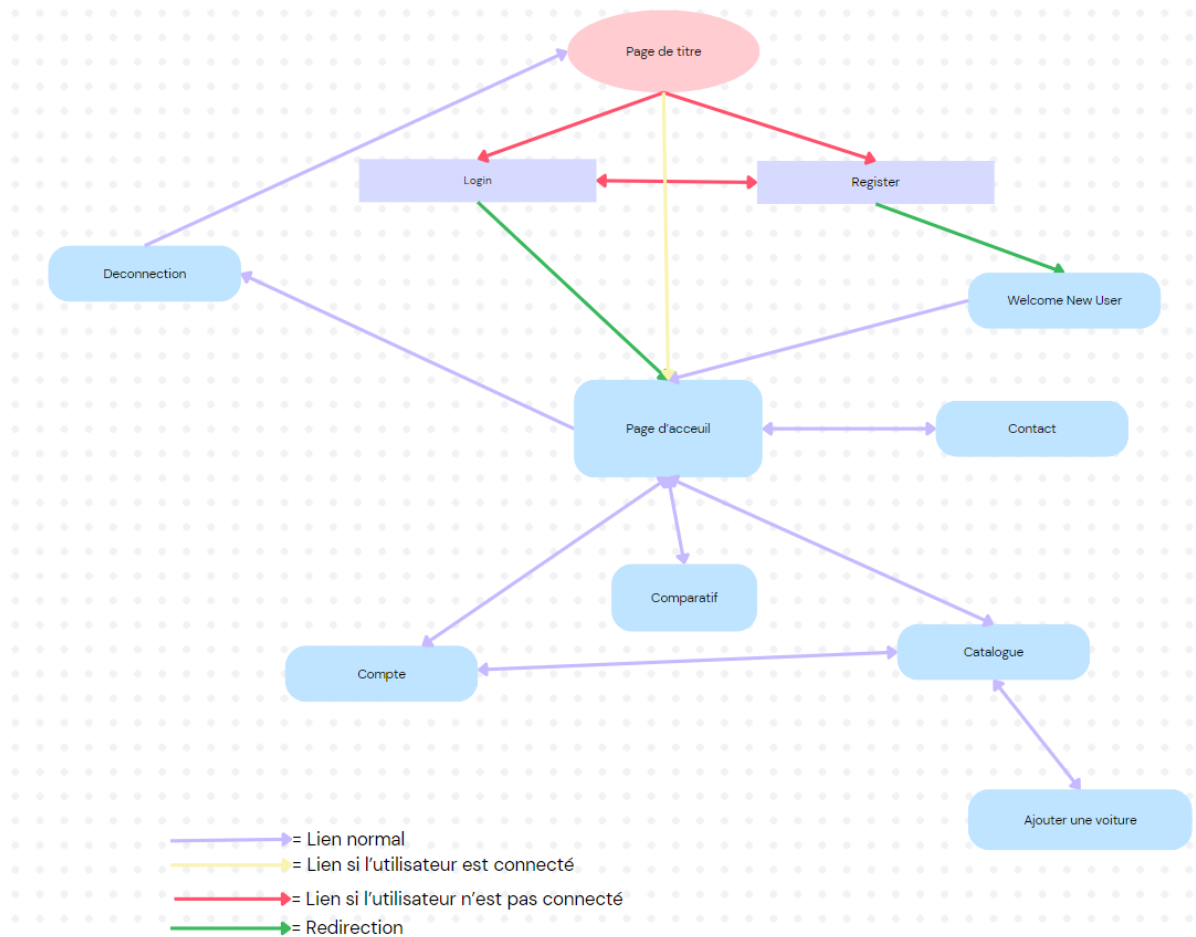 Page de titre
Login
Register
Deconnection
Welcome New User
Page d'acceuil
Contact
Comparatif
Compte
Catalogue
Ajouter une voiture
= Lien normal
= Lien si l'utilisateur est connecté
= Lien si l'utilisateur n'est pas connecté
= Redirection